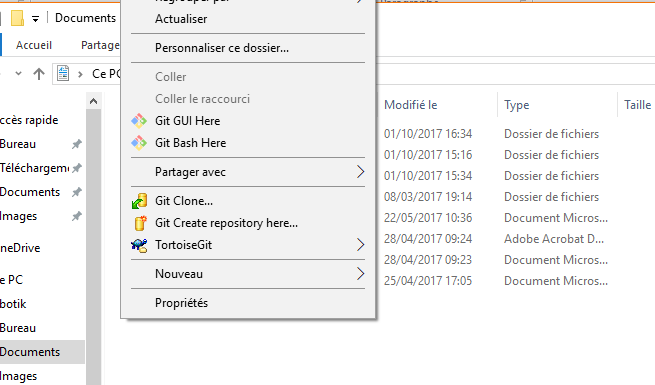 Documents
Actualiser
Fichier
Accueil
Partage
Personnaliser ce dossier...
Ce PC
Coller
Coller le raccourci
Git GUI Here
Git Bash Here
Partager avec
Git Clone...
Git Create repository here...
TortoiseGit
Nouveau
Propriétés
ccès rapide
Bureau
Téléchargem
Documents
Images
neDrive
e PC
botik
Bureau
Documents
Images
Modifié le Type Taille
01/10/2017 16:34 Dossier de fichiers
01/10/2017 15:16 Dossier de fichiers
01/10/2017 15:34 Dossier de fichiers
08/03/2017 19:14 Dossier de fichiers
22/05/2017 10:36 Document Micros...
28/04/2017 09:24 Adobe Acrobat D...
28/04/2017 09:23 Document Micros...
25/04/2017 17:05 Document Micros...